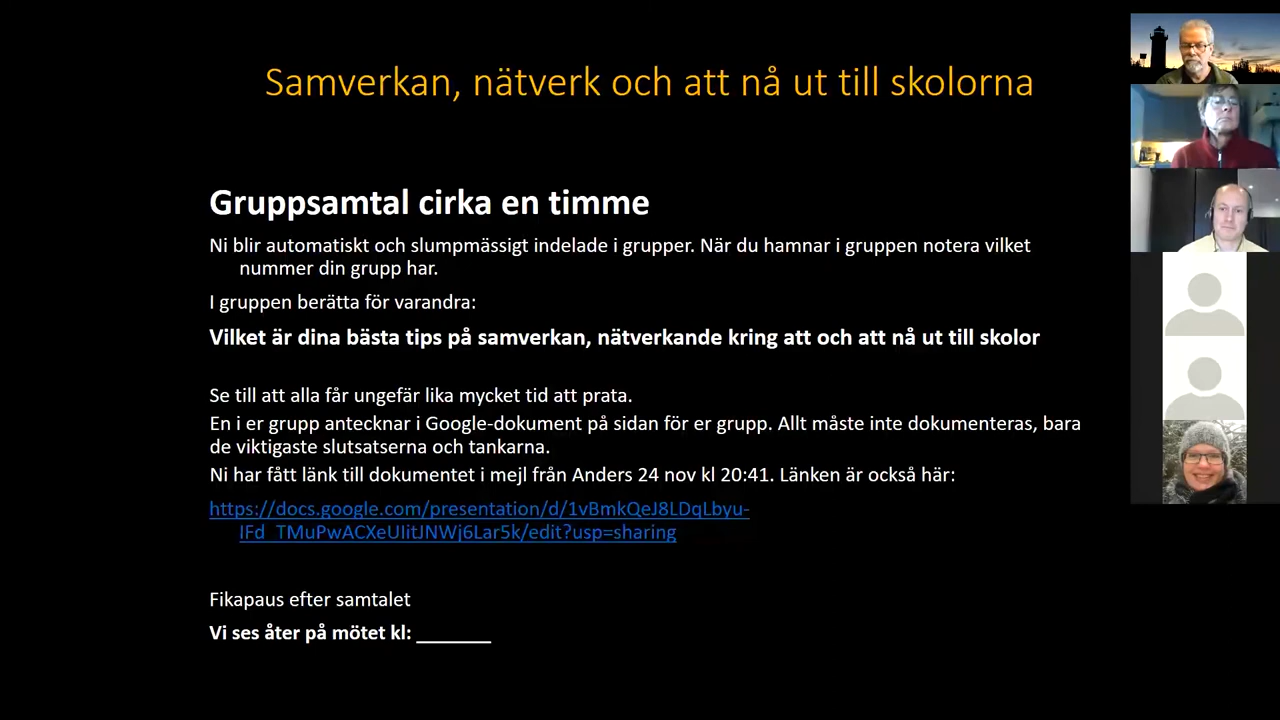 Samverkan, nätverk och att nå ut till skolorna
Gruppsamtal cirka en timme
Ni blir automatiskt och slumpmässigt indelade i grupper. När du hamnar i gruppen notera vilket
nummer din grupp har.
I gruppen berätta för varandra:
Vilket är dina bästa tips på samverkan, nätverkande kring att och att nå ut till skolor
Se till att alla får ungefär lika mycket tid att prata.
En i er grupp antecknar i Google-dokument på sidan för er grupp. Allt måste inte dokumenteras, bara
de viktigaste slutsatserna och tankarna.
Ni har fått länk till dokumentet i mejl från Anders 24 nov kl 20:41. Länken är också här:
https://docs.google.com/presentation/d/1vBmkQeJ8LDqLbyu-
IFd_TMuPwACXeUIitJNWj6Lar5k/edit?usp=sharing
Fikapaus efter samtalet
Vi ses åter på mötet kl: _______